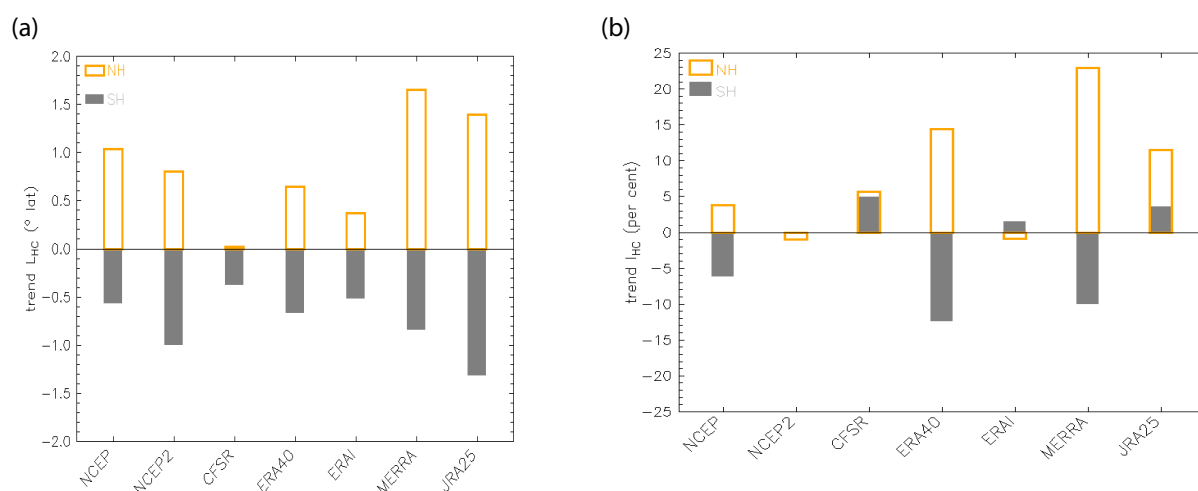 (a)
trend L_HC (° lat)
2.0
1.5
1.0
0.5
0.0
−0.5
−1.0
−1.5
−2.0
NH
SH
NCEP
NCEP2
CFSR
ERA40
ERAI
MERRA
JRA25
(b)
trend I_HC (per cent)
25
20
15
10
5
0
−5
−10
−15
−20
−25
NH
SH
NCEP
NCEP2
CFSR
ERA40
ERAI
MERRA
JRA25